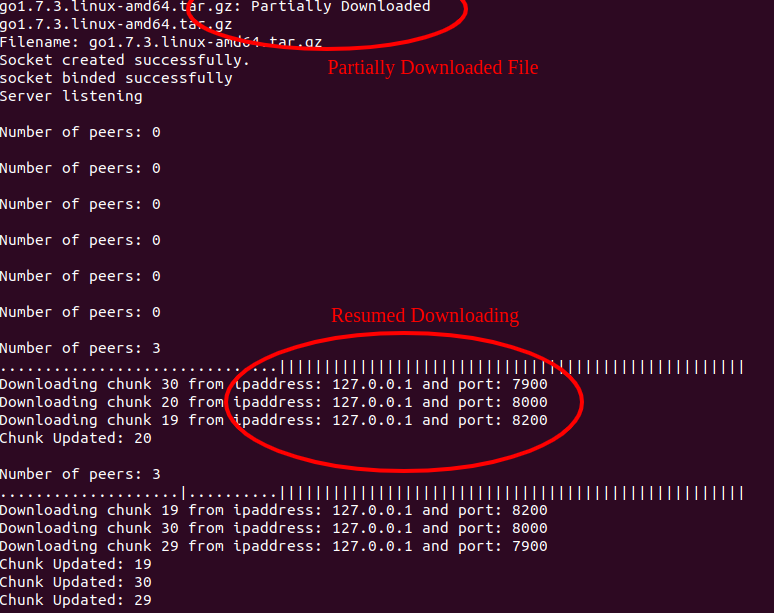 go1.7.3.linux-amd64.tar.gz: Partially Downloaded
go1.7.3.linux-amd64.tar.gz
Filename: go1.7.3.linux-amd64.tar.gz
Socket created successfully.
Partially Downloaded File
socket binded successfully
Server listening
Number of peers: 0
Number of peers: 0
Number of peers: 0
Number of peers: 0
Number of peers: 0
Number of peers: 0
Resumed Downloading
Number of peers: 3
...............................||||||||||||||||||||||||||||||||||||||||||||||||||||
Downloading chunk 30 from ipaddress: 127.0.0.1 and port: 7900
Downloading chunk 20 from ipaddress: 127.0.0.1 and port: 8000
Downloading chunk 19 from ipaddress: 127.0.0.1 and port: 8200
Chunk Updated: 20
Number of peers: 3
....................|..........||||||||||||||||||||||||||||||||||||||||||||||||||||
Downloading chunk 19 from ipaddress: 127.0.0.1 and port: 8200
Downloading chunk 30 from ipaddress: 127.0.0.1 and port: 8000
Downloading chunk 29 from ipaddress: 127.0.0.1 and port: 7900
Chunk Updated: 19
Chunk Updated: 30
Chunk Updated: 29